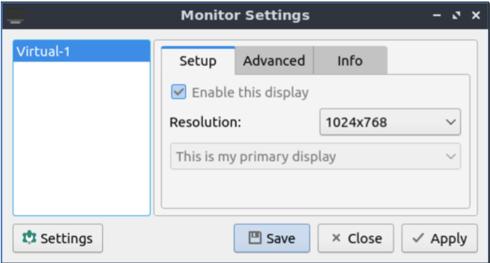 Monitor Settings
Virtual-1
Setup Advanced Info
Enable this display
Resolution: 1024x768
This is my primary display
Settings Save Close Apply